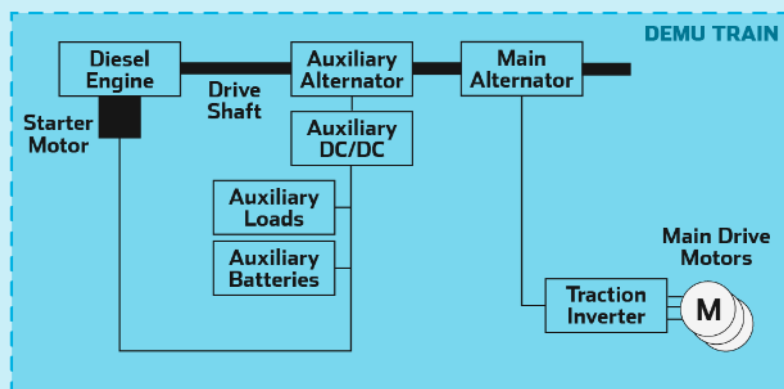 DEMU TRAIN
Diesel
Engine
Auxiliary
Alternator
Main
Alternator
Drive
Shaft
Starter
Motor
Auxiliary
DC/DC
Auxiliary
Loads
Auxiliary
Batteries
Main Drive
Motors
Traction
Inverter
M